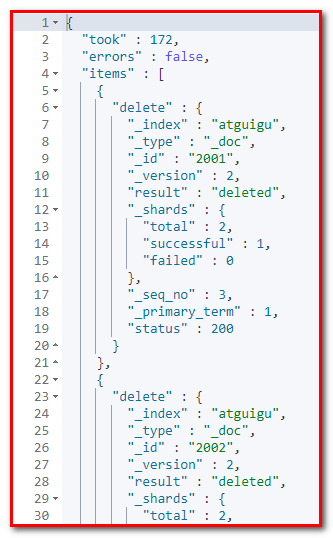 1 {
2 "took" : 172,
3 "errors" : false,
4 "items" : [
5 {
6 "delete" : {
7 "_index" : "atguigu",
8 "_type" : "_doc",
9 "_id" : "2001",
10 "_version" : 2,
11 "result" : "deleted",
12 "_shards" : {
13 "total" : 2,
14 "successful" : 1,
15 "failed" : 0
16 },
17 "_seq_no" : 3,
18 "_primary_term" : 1,
19 "status" : 200
20 }
21 },
22 {
23 "delete" : {
24 "_index" : "atguigu",
25 "_type" : "_doc",
26 "_id" : "2002",
27 "_version" : 2,
28 "result" : "deleted",
29 "_shards" : {
30 "total" : 2,